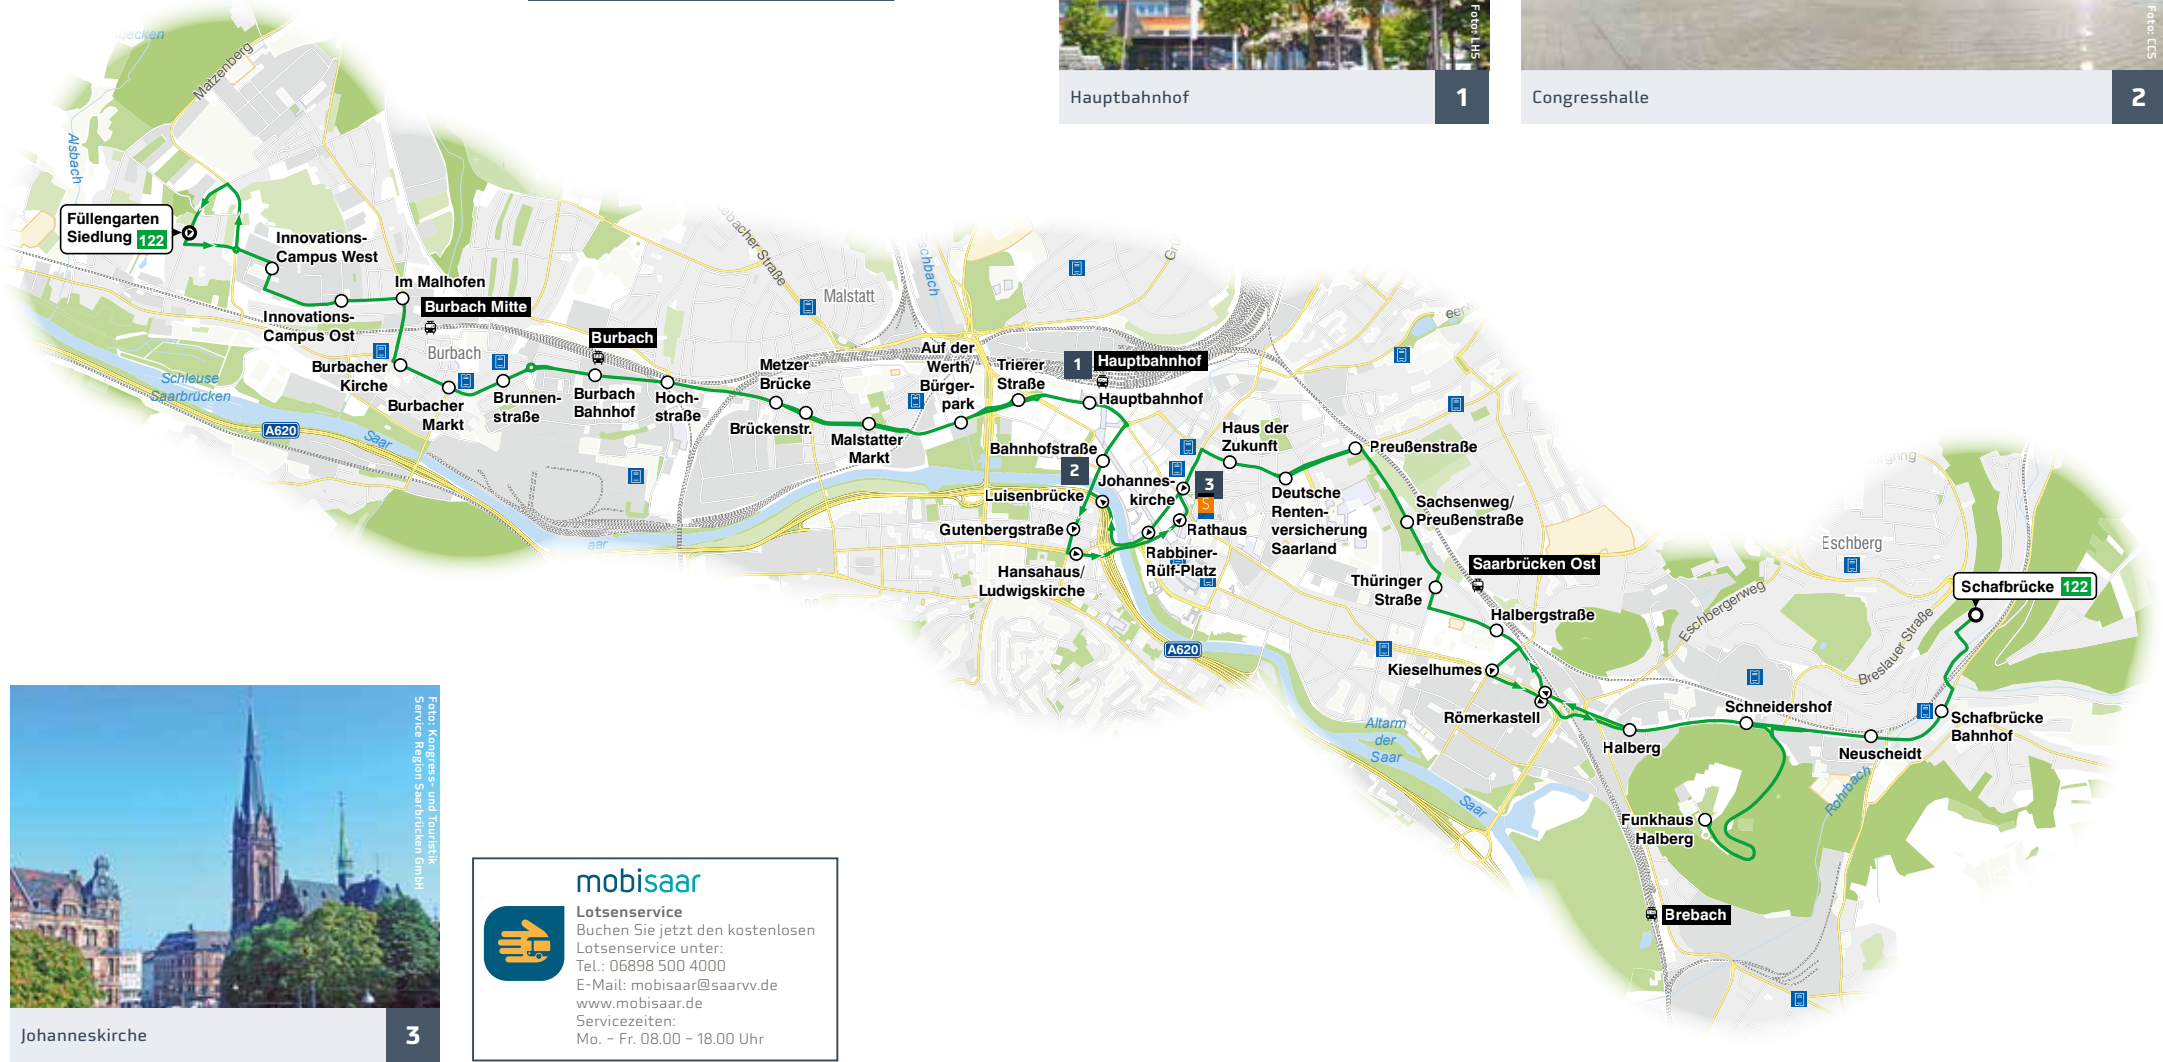 Foto: LHS
Foto: CCS
Hauptbahnhof
1
Congresshalle
2
Matzenberg
Alsbach
Füllengarten
Siedlung 122
Innovations-
Campus West
Innovations-
Campus Ost
Im Malhofen
Burbach Mitte
Burbach
Burbacher
Kirche
Burbacher
Markt
Brunnen-
straße
Burbach
Burbach
Bahnhof
Hoch-
straße
Metzer
Brücke
Brückenstr.
Malstatter
Markt
Auf der
Werth/
Bürger-
park
Trierer
Straße
1
Hauptbahnhof
Hauptbahnhof
Malstatt
Schleuse
Saarbrücken
A620
Saar
Bahnhofstraße
2
Luisenbrücke
Gutenbergstraße
Hansahaus/
Ludwigskirche
Johannes-
kirche
3
S
Rathaus
Rabbiner-
Rülf-Platz
Haus der
Zukunft
Deutsche
Renten-
versicherung
Saarland
Preußenstraße
Sachsenweg/
Preußenstraße
Thüringer
Straße
Saarbrücken Ost
Halbergstraße
Kieselhumes
Römerkastell
A620
Altarm
der
Saar
Saar
Halberg
Schneidershof
Funkhaus
Halberg
Neuscheidt
Schafbrücke
Bahnhof
Schafbrücke 122
Eschberg
Eschbergerweg
Breslauer Straße
Rohrbach
Brebach
Foto: Kongress- und Touristik
Service Region Saarbrücken GmbH
Johanneskirche
3
mobisaar
Lotsenservice
Buchen Sie jetzt den kostenlosen
Lotsenservice unter:
Tel.: 06898 500 4000
E-Mail: mobisaar@saarvv.de
www.mobisaar.de
Servicezeiten:
Mo. – Fr. 08.00 – 18.00 Uhr